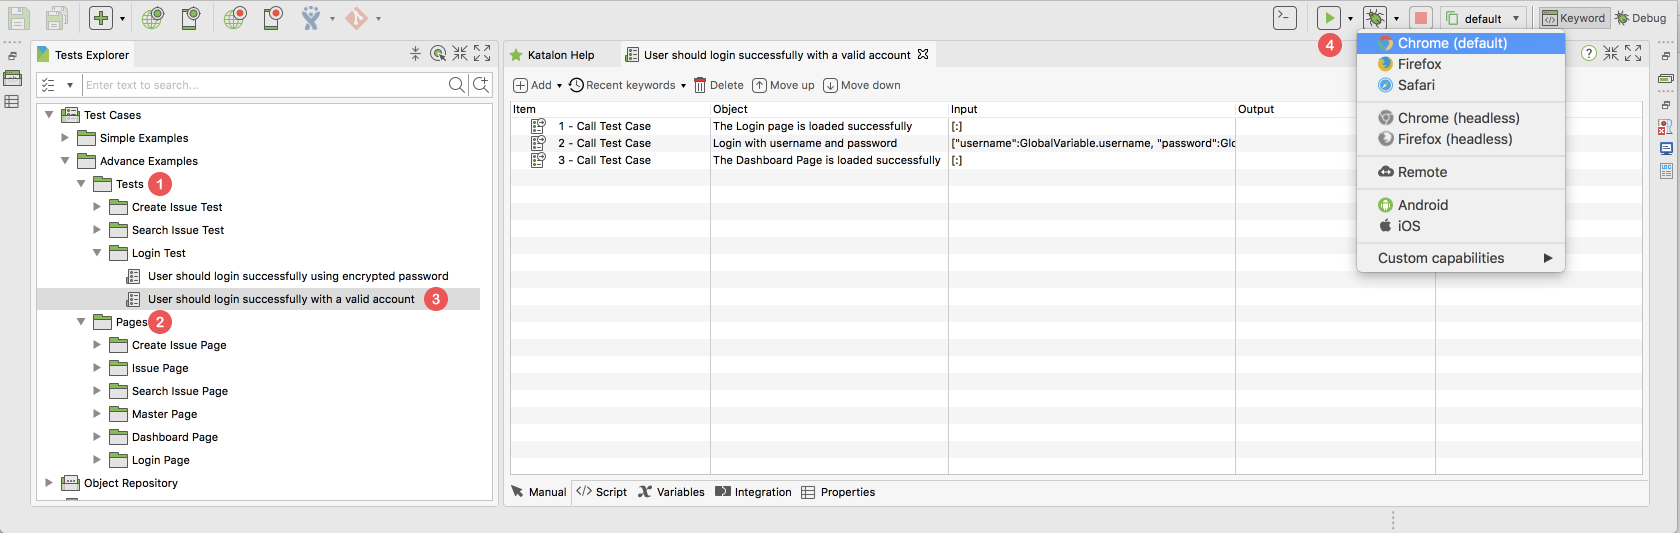 default
Keyword
Debug
4
Tests Explorer
Katalon Help
User should login successfully with a valid account
Chrome (default)
Firefox
Safari
Chrome (headless)
Firefox (headless)
Remote
Android
iOS
Custom capabilities
Enter text to search...
Add
Recent keywords
Delete
Move up
Move down
Test Cases
Simple Examples
Advance Examples
Tests 1
Create Issue Test
Search Issue Test
Login Test
User should login successfully using encrypted password
User should login successfully with a valid account 3
Pages 2
Create Issue Page
Issue Page
Search Issue Page
Master Page
Dashboard Page
Login Page
Object Repository
Item Object Input Output
1 - Call Test Case The Login page is loaded successfully [:]
2 - Call Test Case Login with username and password ["username":GlobalVariable.username, "password":Glo
3 - Call Test Case The Dashboard Page is loaded successfully [:]
Manual Script Variables Integration Properties